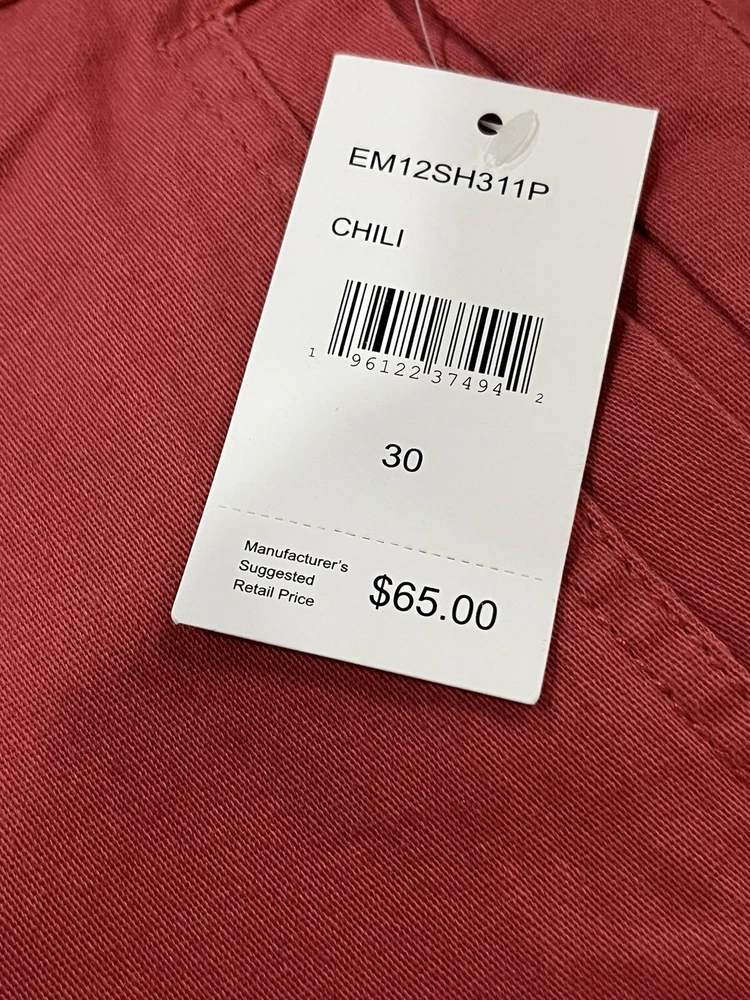 EM12SH311P
CHILI
1 96122 37494 2
30
Manufacturer's
Suggested
Retail Price
$65.00